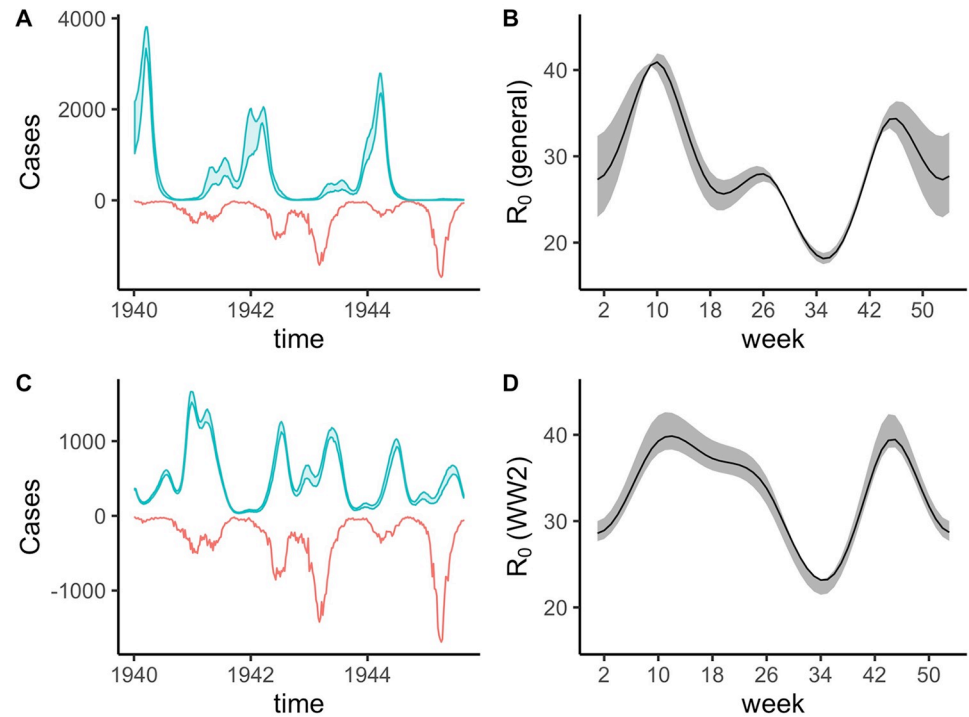 A
4000
2000
0
Cases
1940 1942 1944
time
B
40
30
20
R0 (general)
2 10 18 26 34 42 50
week
C
1000
0
-1000
Cases
1940 1942 1944
time
D
40
30
20
R0 (WW2)
2 10 18 26 34 42 50
week